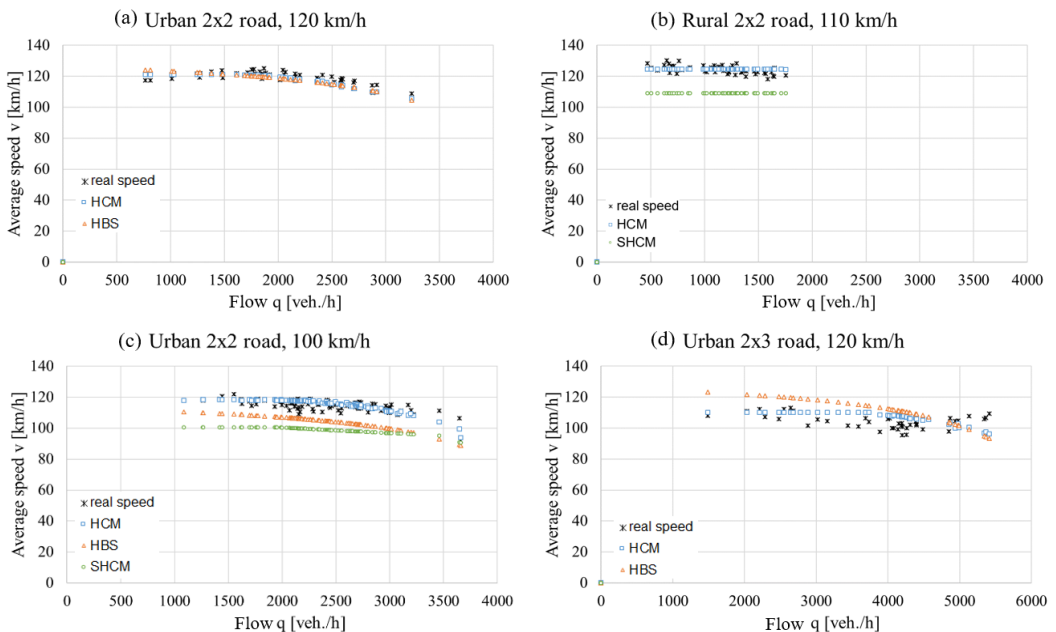 (a) Urban 2x2 road, 120 km/h
Average speed v [km/h]
140
120
100
80
60
40
20
0
real speed
HCM
HBS
0 500 1000 1500 2000 2500 3000 3500 4000
Flow q [veh./h]
(b) Rural 2x2 road, 110 km/h
Average speed v [km/h]
140
120
100
80
60
40
20
0
real speed
HCM
SHCM
0 500 1000 1500 2000 2500 3000 3500 4000
Flow q [veh./h]
(c) Urban 2x2 road, 100 km/h
Average speed v [km/h]
140
120
100
80
60
40
20
0
real speed
HCM
HBS
SHCM
0 500 1000 1500 2000 2500 3000 3500 4000
Flow q [veh./h]
(d) Urban 2x3 road, 120 km/h
Average speed v [km/h]
140
120
100
80
60
40
20
0
real speed
HCM
HBS
0 1000 2000 3000 4000 5000 6000
Flow q [veh./h]